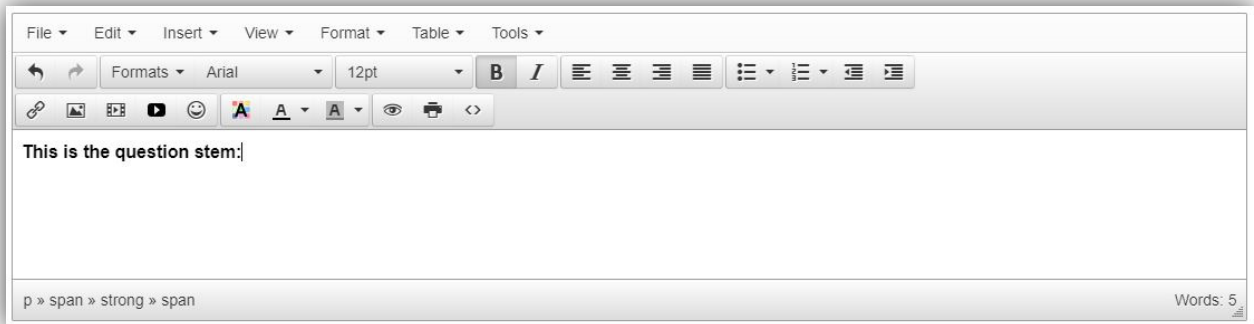 File Edit Insert View Format Table Tools
Formats Arial 12pt B I
A A A <>
This is the question stem:
p » span » strong » span Words: 5